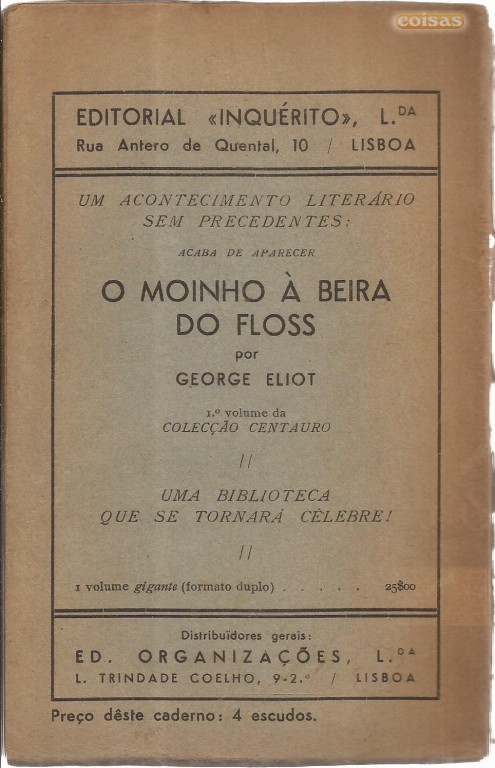 coisas
EDITORIAL «INQUÉRITO», L.DA
Rua Antero de Quental, 10 / LISBOA
UM ACONTECIMENTO LITERÁRIO
SEM PRECEDENTES:
ACABA DE APARECER
O MOINHO À BEIRA
DO FLOSS
por
GEORGE ELIOT
1.º volume da
COLECÇÃO CENTAURO
//
UMA BIBLIOTECA
QUE SE TORNARÁ CÉLEBRE!
//
1 volume gigante (formato duplo) . . . . . 25$00
Distribuïdores gerais:
ED. ORGANIZAÇÕES, L.DA
L. TRINDADE COELHO, 9-2.º / LISBOA
Preço dêste caderno: 4 escudos.